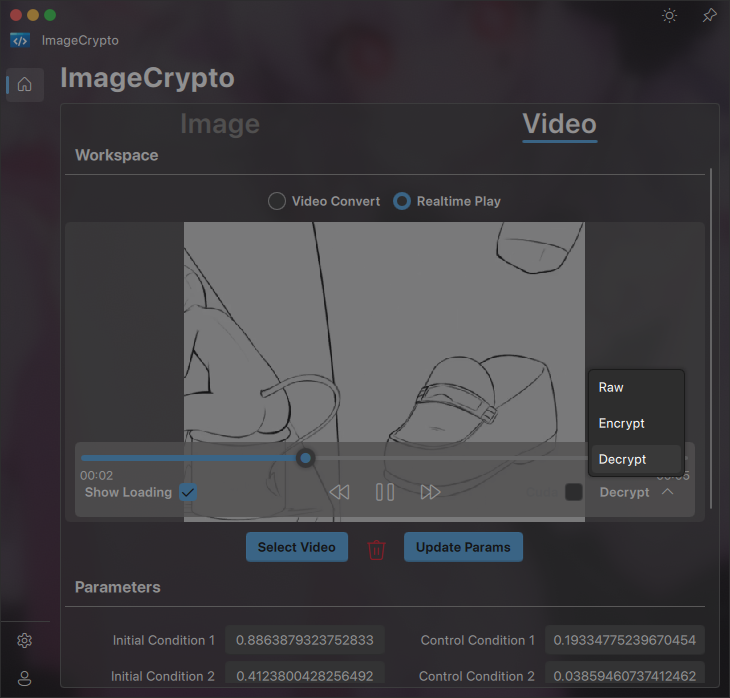 ImageCrypto
ImageCrypto
Image Video
Workspace
Video Convert Realtime Play
Raw
Encrypt
Decrypt
00:02
Show Loading Decrypt
Select Video Update Params
Parameters
Initial Condition 1 0.8863879323752833 Control Condition 1 0.19334775239670454
Initial Condition 2 0.4123800428256492 Control Condition 2 0.03859460737412462